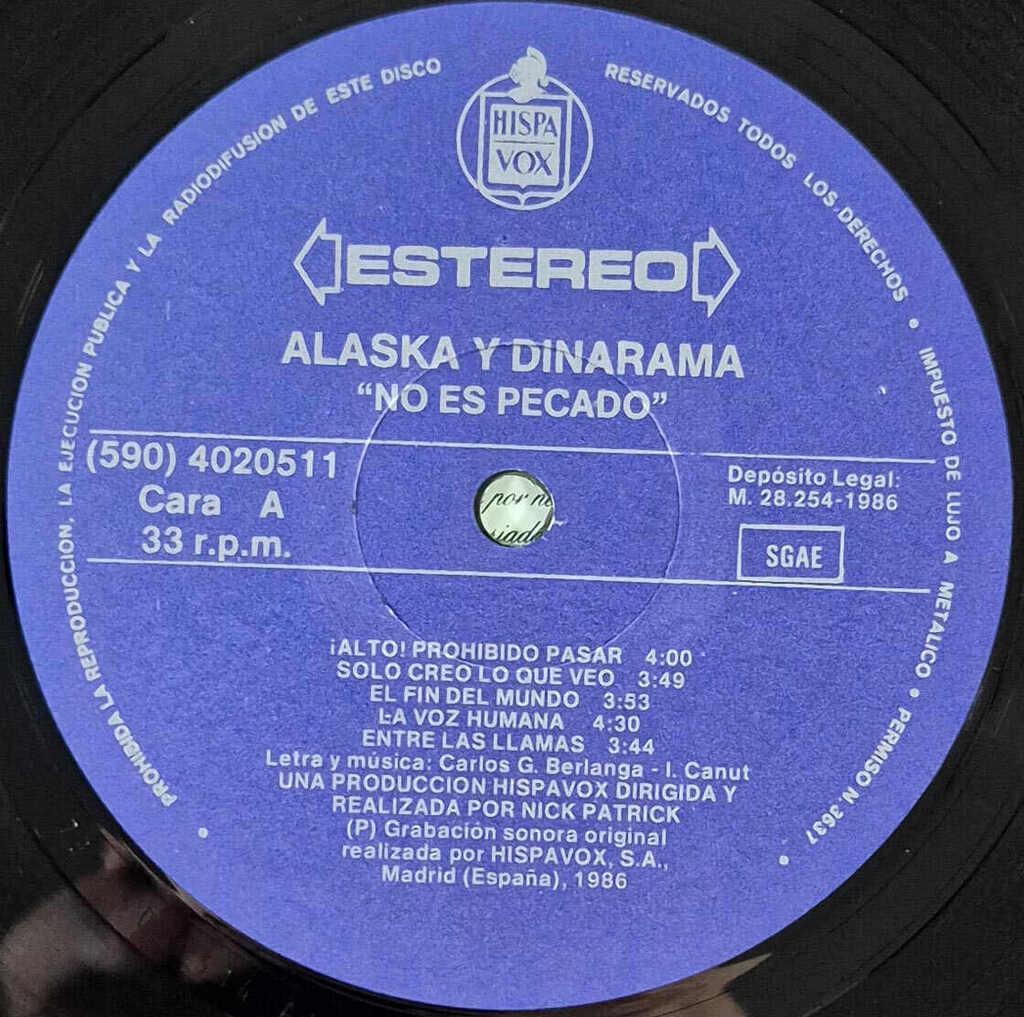 PROHIBIDA LA REPRODUCCION, LA EJECUCION PUBLICA Y LA RADIODIFUSION DE ESTE DISCO
RESERVADOS TODOS LOS DERECHOS • IMPUESTO DE LUJO A METALICO • PERMISO N 3637
HISPA
VOX
ESTEREO
ALASKA Y DINARAMA
“NO ES PECADO”
(590) 4020511
Cara A
33 r.p.m.
Depósito Legal:
M. 28.254-1986
SGAE
por
¡ALTO! PROHIBIDO PASAR 4:00
SOLO CREO LO QUE VEO 3:49
EL FIN DEL MUNDO 3:53
LA VOZ HUMANA 4:30
ENTRE LAS LLAMAS 3:44
Letra y música: Carlos G. Berlanga - I. Canut
UNA PRODUCCION HISPAVOX DIRIGIDA Y
REALIZADA POR NICK PATRICK
(P) Grabación sonora original
realizada por HISPAVOX, S.A.,
Madrid (España), 1986